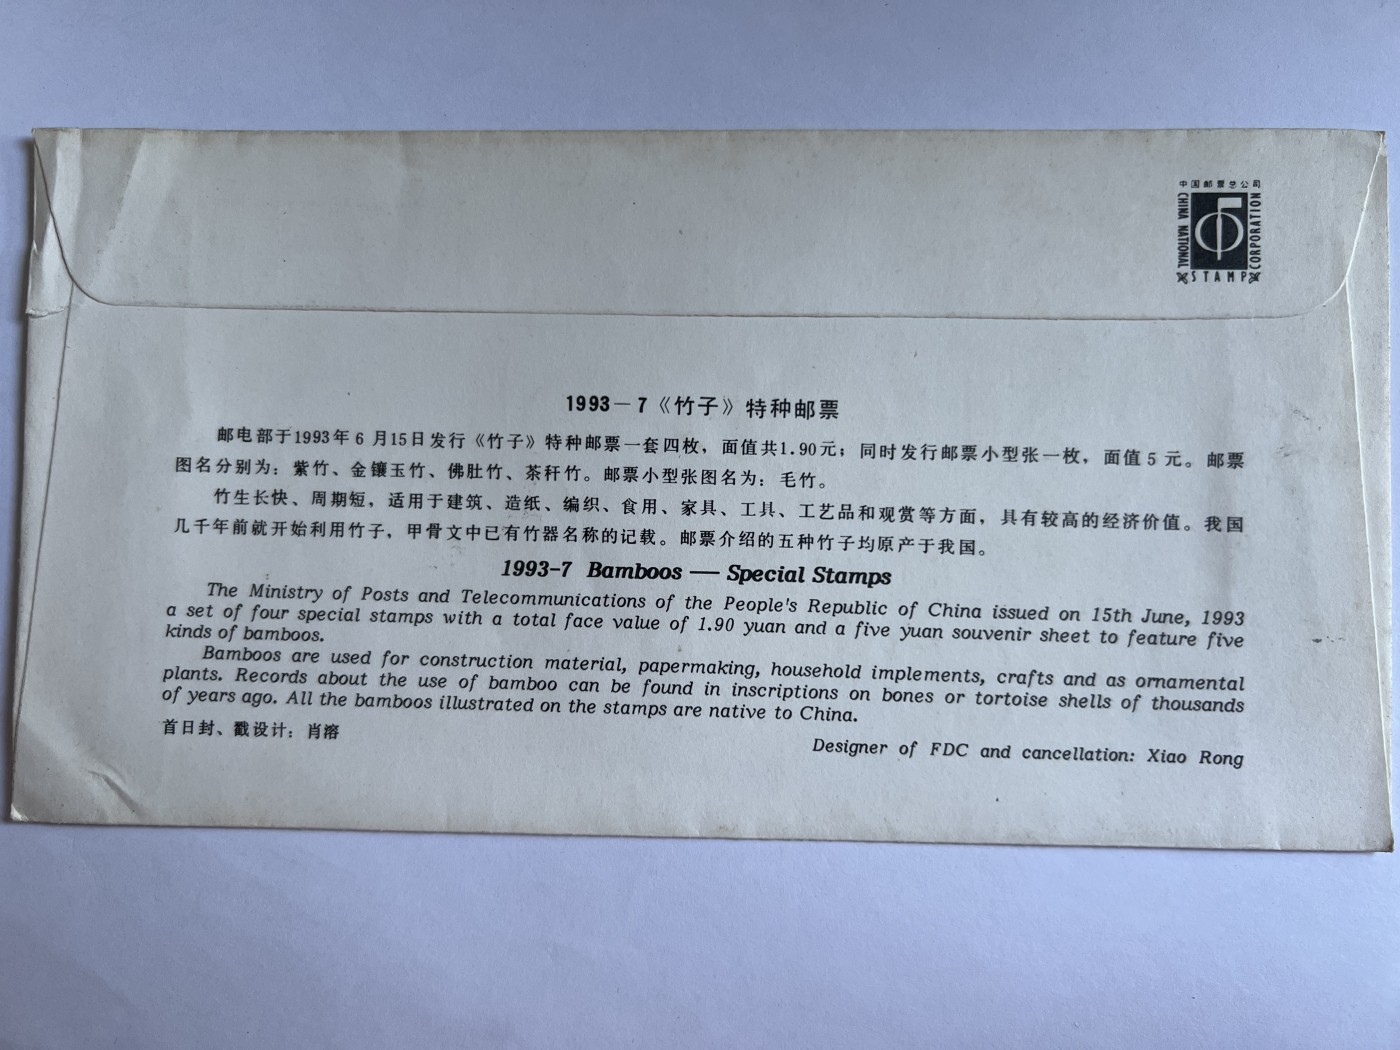 中国邮票总公司
CHINA NATIONAL
STAMP
CORPORATION
1993－7《竹子》特种邮票
邮电部于1993年6月15日发行《竹子》特种邮票一套四枚，面值共1.90元；同时发行邮票小型张一枚，面值5元。邮票
图名分别为：紫竹、金镶玉竹、佛肚竹、茶秆竹。邮票小型张图名为：毛竹。
竹生长快、周期短，适用于建筑、造纸、编织、食用、家具、工具、工艺品和观赏等方面，具有较高的经济价值。我国
几千年前就开始利用竹子，甲骨文中已有竹器名称的记载。邮票介绍的五种竹子均原产于我国。
1993-7 Bamboos — Special Stamps
The Ministry of Posts and Telecommunications of the People's Republic of China issued on 15th June, 1993
a set of four special stamps with a total face value of 1.90 yuan and a five yuan souvenir sheet to feature five
kinds of bamboos.
Bamboos are used for construction material, papermaking, household implements, crafts and as ornamental
plants. Records about the use of bamboo can be found in inscriptions on bones or tortoise shells of thousands
of years ago. All the bamboos illustrated on the stamps are native to China.
首日封、戳设计：肖溶
Designer of FDC and cancellation: Xiao Rong